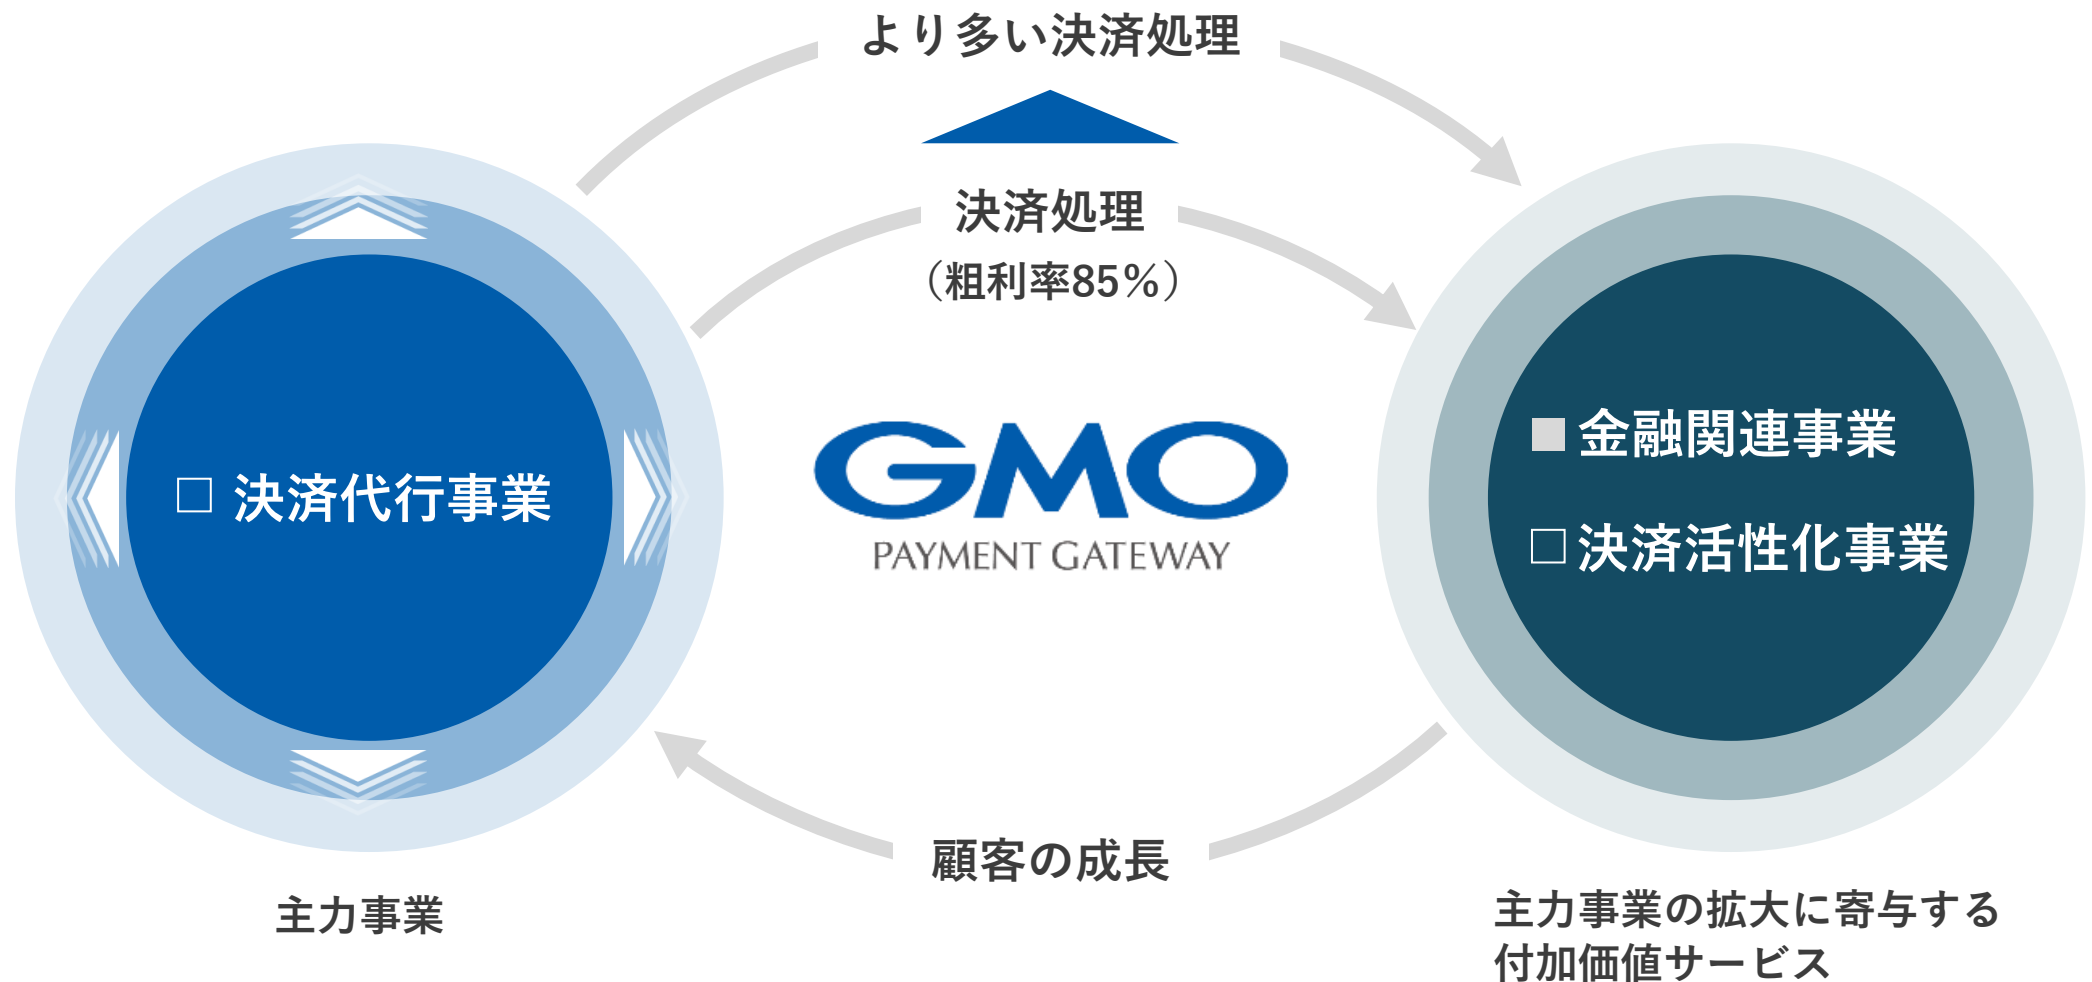 より多い決済処理
決済処理
（粗利率85%）
□ 決済代行事業
GMO
PAYMENT GATEWAY
■ 金融関連事業
□ 決済活性化事業
顧客の成長
主力事業
主力事業の拡大に寄与する
付加価値サービス